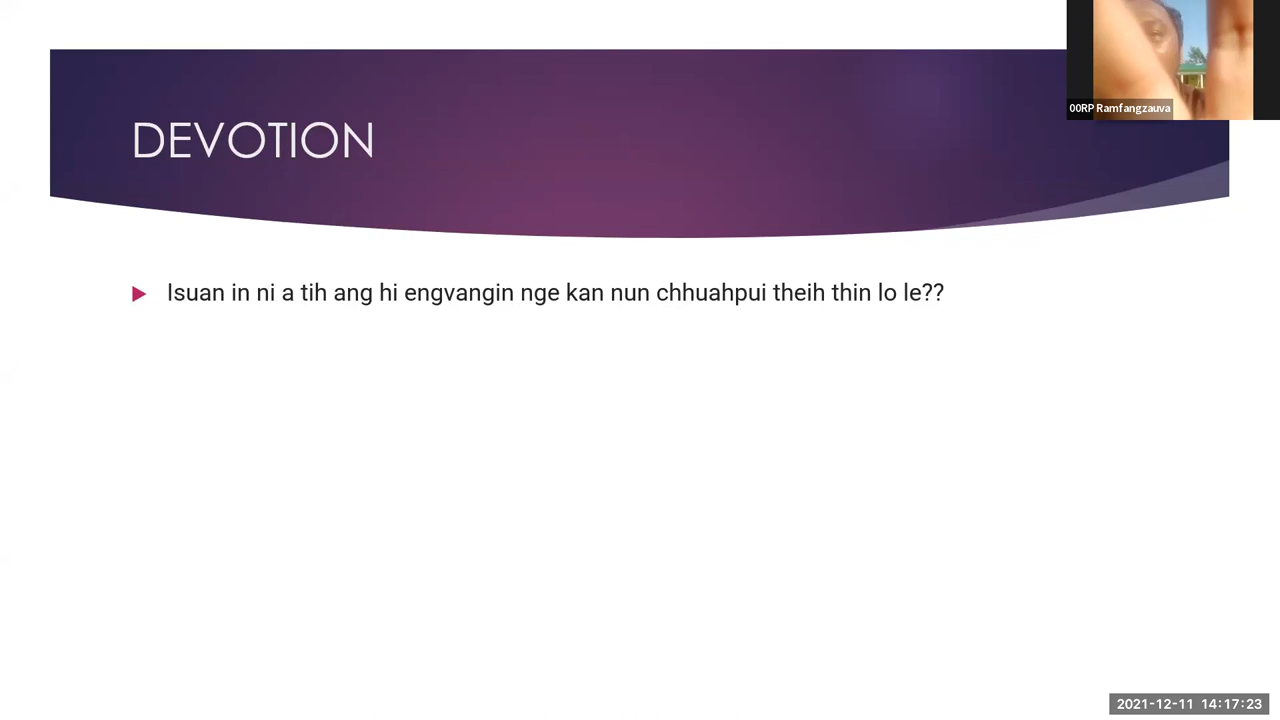 00RP Ramfangzauva
DEVOTION
Isuan in ni a tih ang hi engvangin nge kan nun chhuahpui theih thin lo le??
2021-12-11 14:17:23